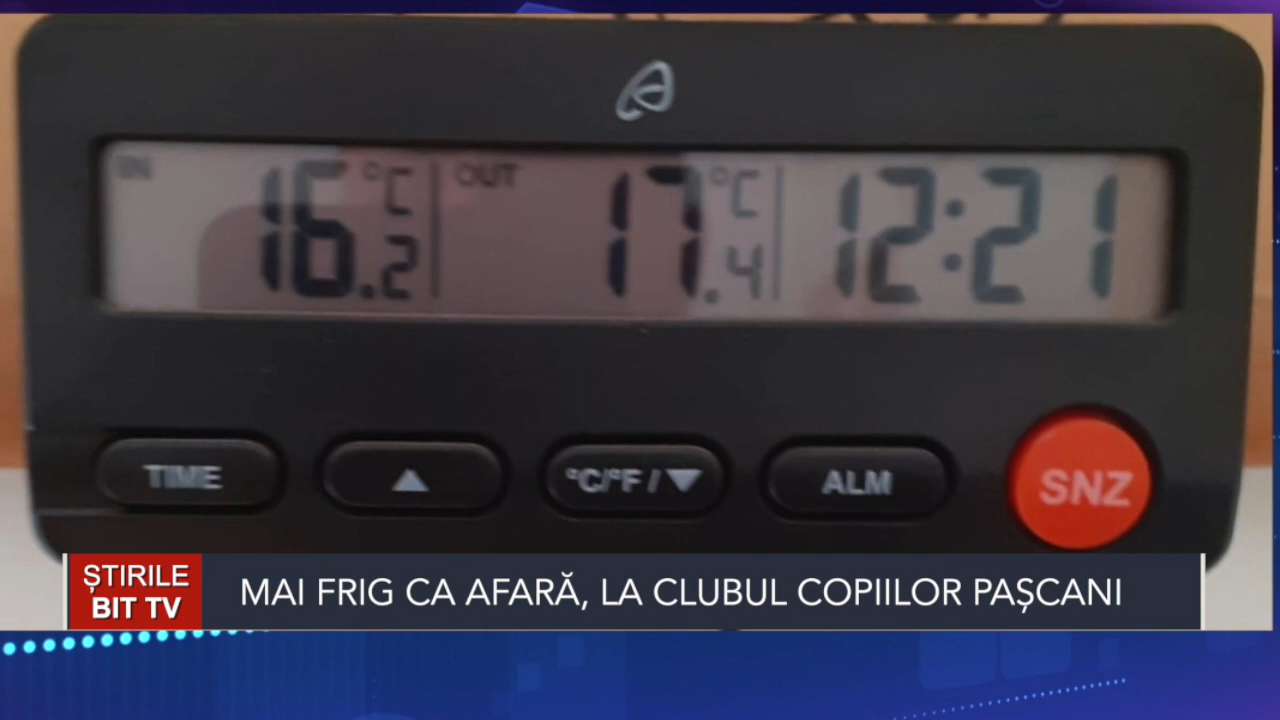 IN 16.2 °C OUT 17.4 °C 12:21
TIME ▲ °C/°F/▼ ALM SNZ
ȘTIRILE
BIT TV
MAI FRIG CA AFARĂ, LA CLUBUL COPIILOR PAȘCANI